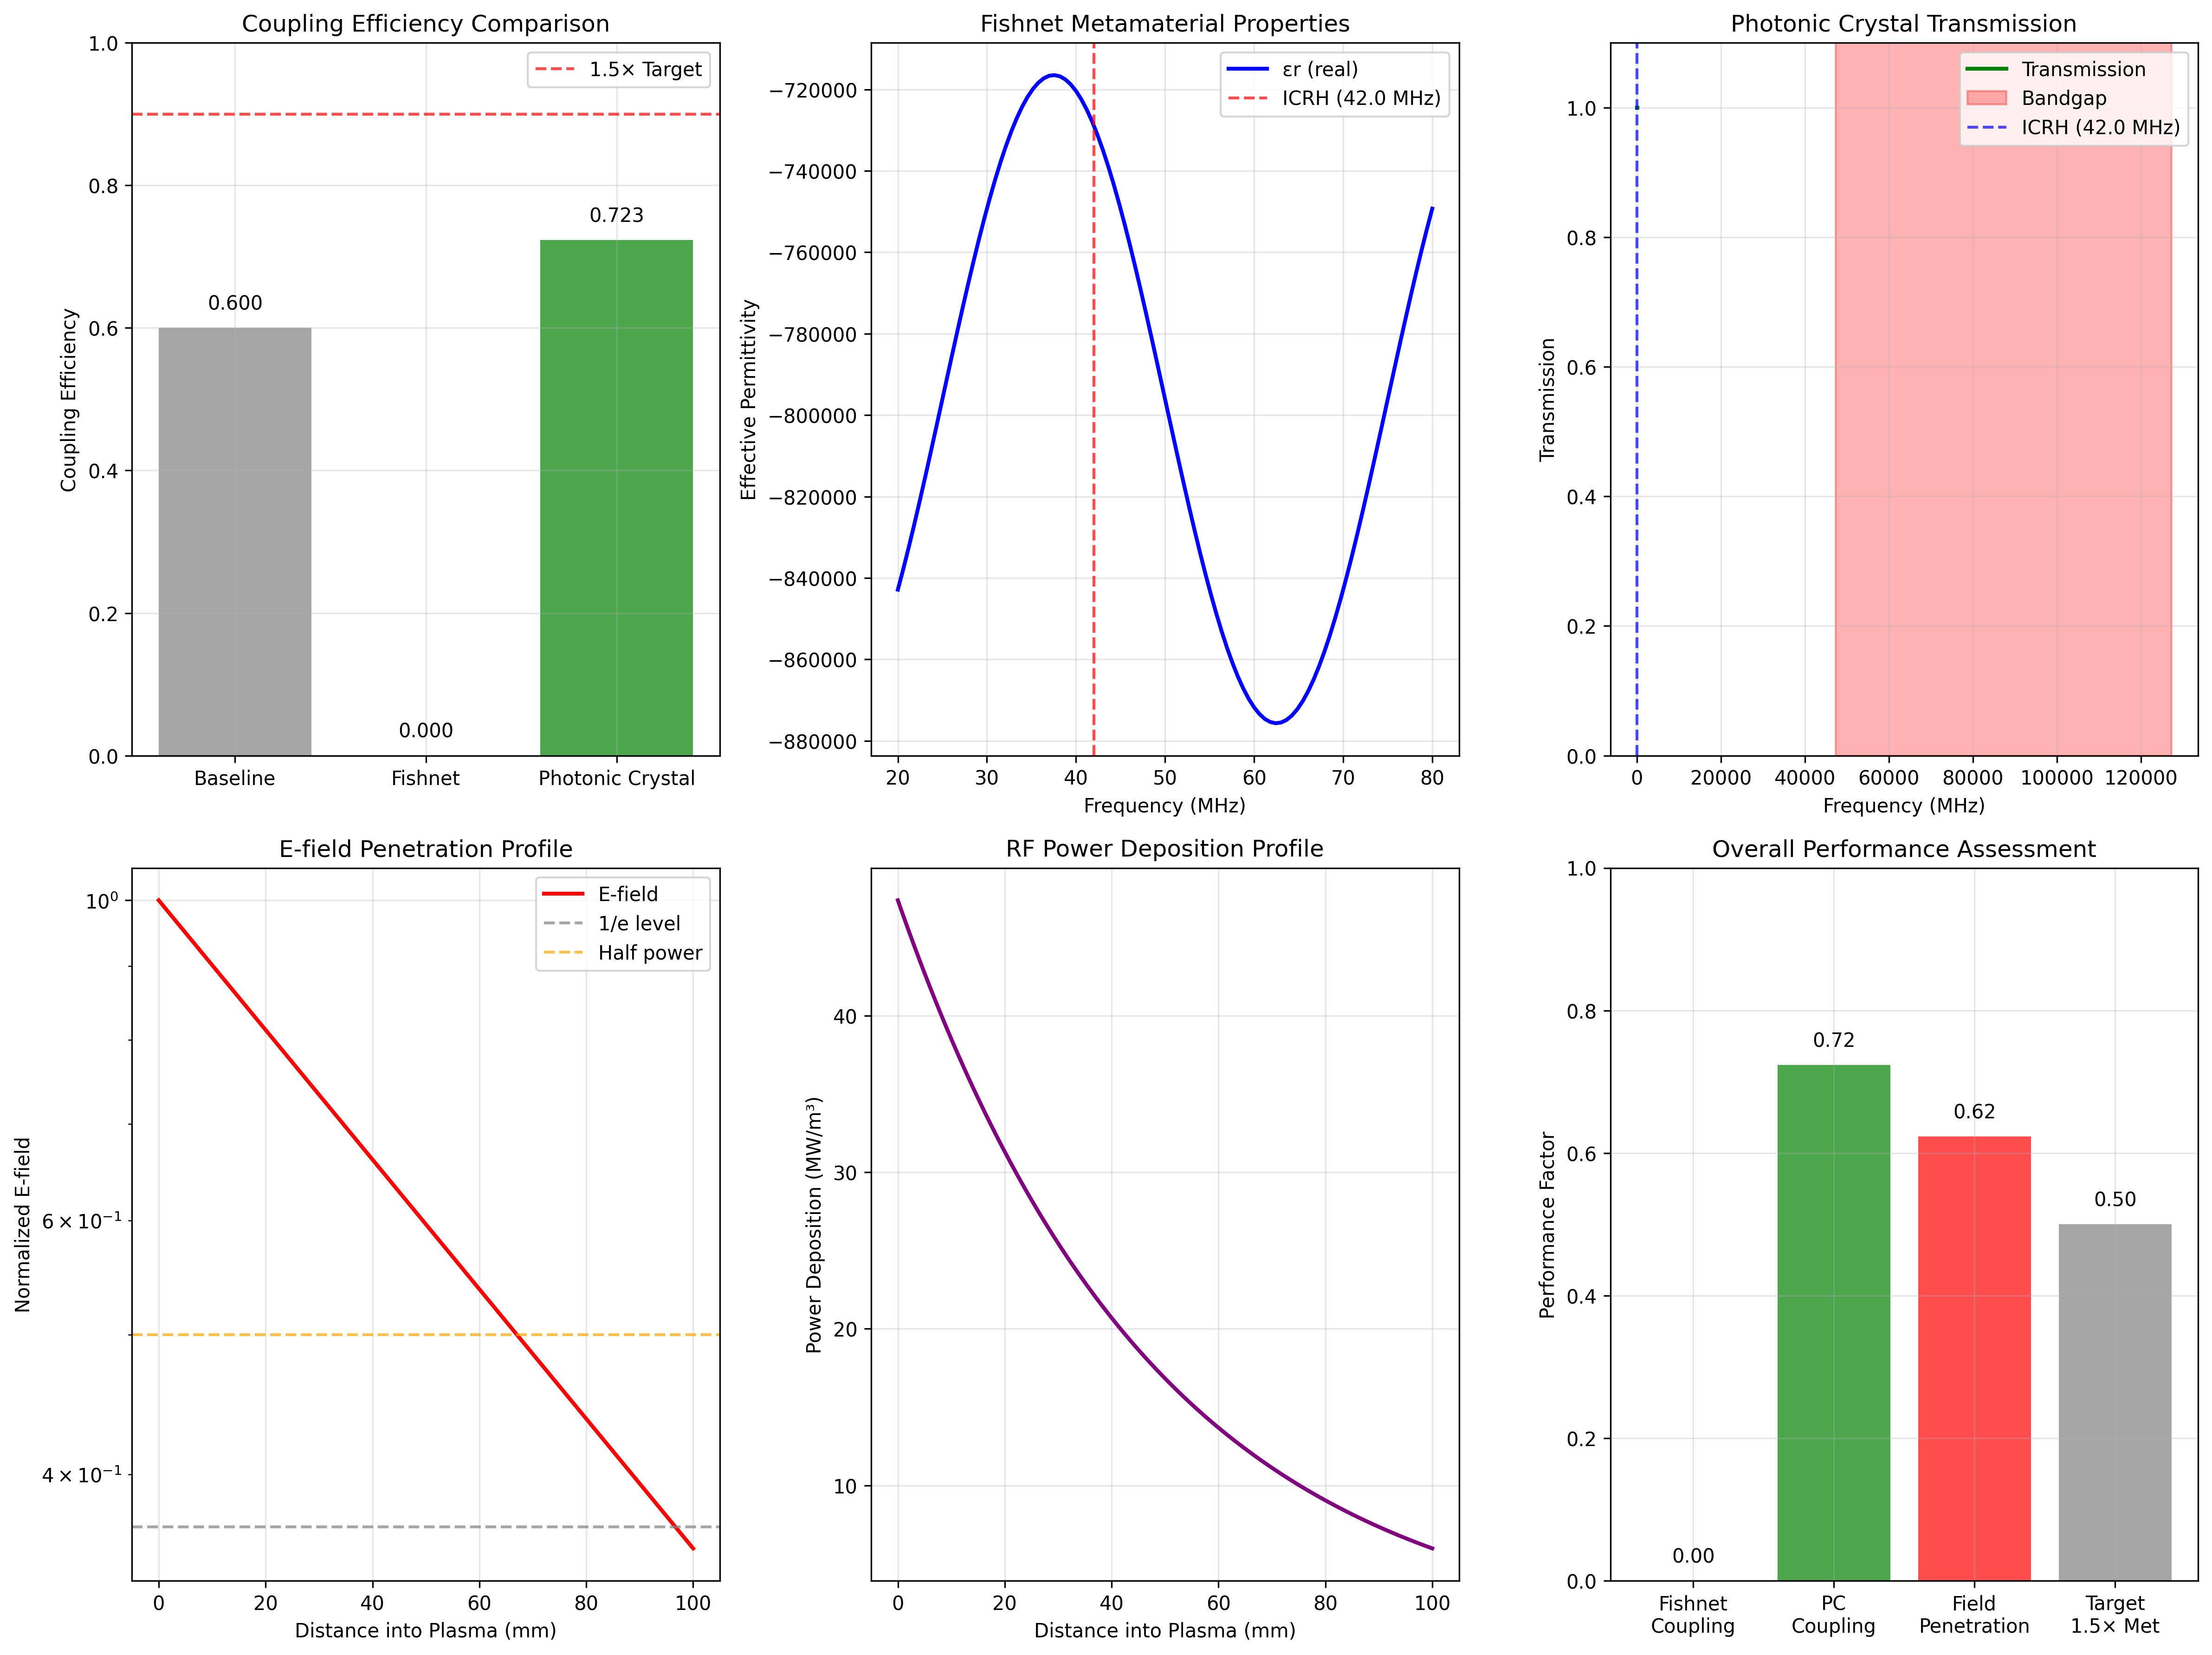 Coupling Efficiency Comparison
1.0
0.8
0.6
0.4
0.2
0.0
Coupling Efficiency
1.5× Target
0.600
0.000
0.723
Baseline
Fishnet
Photonic Crystal
Fishnet Metamaterial Properties
−720000
−740000
−760000
−780000
−800000
−820000
−840000
−860000
−880000
Effective Permittivity
εr (real)
ICRH (42.0 MHz)
20
30
40
50
60
70
80
Frequency (MHz)
Photonic Crystal Transmission
1.0
0.8
0.6
0.4
0.2
0.0
Transmission
Transmission
Bandgap
ICRH (42.0 MHz)
0
20000
40000
60000
80000
100000
120000
Frequency (MHz)
E-field Penetration Profile
10⁰
6 × 10⁻¹
4 × 10⁻¹
Normalized E-field
E-field
1/e level
Half power
0
20
40
60
80
100
Distance into Plasma (mm)
RF Power Deposition Profile
40
30
20
10
Power Deposition (MW/m³)
0
20
40
60
80
100
Distance into Plasma (mm)
Overall Performance Assessment
1.0
0.8
0.6
0.4
0.2
0.0
Performance Factor
0.00
0.72
0.62
0.50
Fishnet
Coupling
PC
Coupling
Field
Penetration
Target
1.5× Met